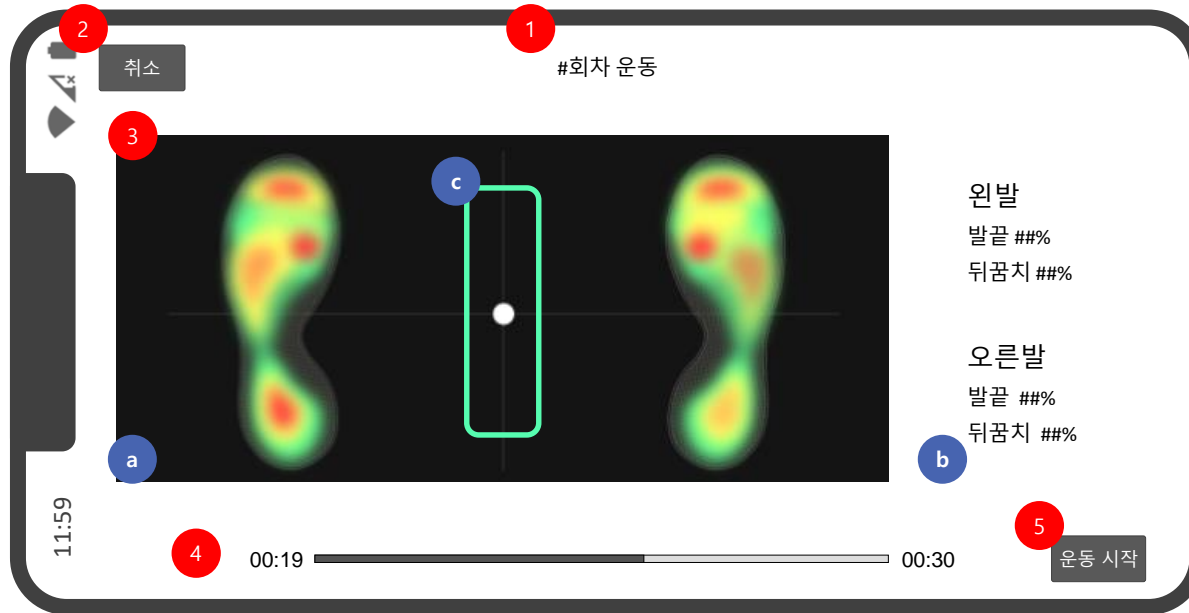 2
1
취소
#회차 운동
3
c
왼발
발끝 ##%
뒤꿈치 ##%
오른발
발끝 ##%
뒤꿈치 ##%
a
b
11:59
4
00:19
00:30
5
운동 시작